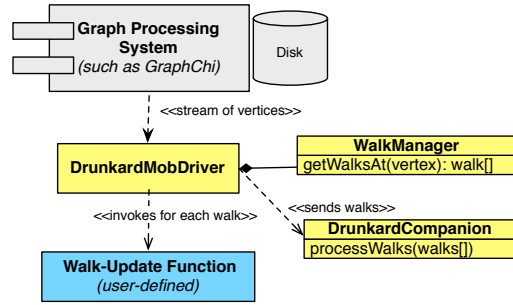 Graph Processing
System
(such as GraphChi)
Disk
<<stream of vertices>>
DrunkardMobDriver
WalkManager
getWalksAt(vertex): walk[]
<<invokes for each walk>>
<<sends walks>>
DrunkardCompanion
processWalks(walks[])
Walk-Update Function
(user-defined)